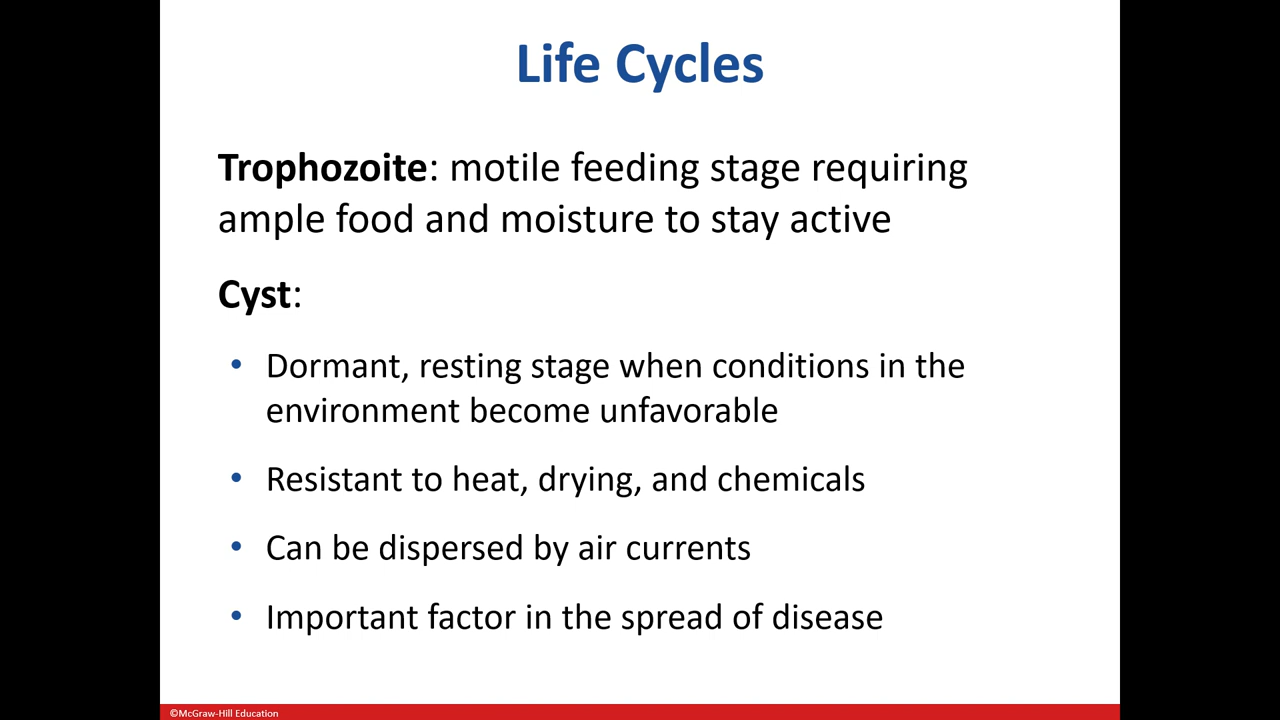 Life Cycles
Trophozoite: motile feeding stage requiring
ample food and moisture to stay active
Cyst:
• Dormant, resting stage when conditions in the
environment become unfavorable
• Resistant to heat, drying, and chemicals
• Can be dispersed by air currents
• Important factor in the spread of disease
©McGraw-Hill Education